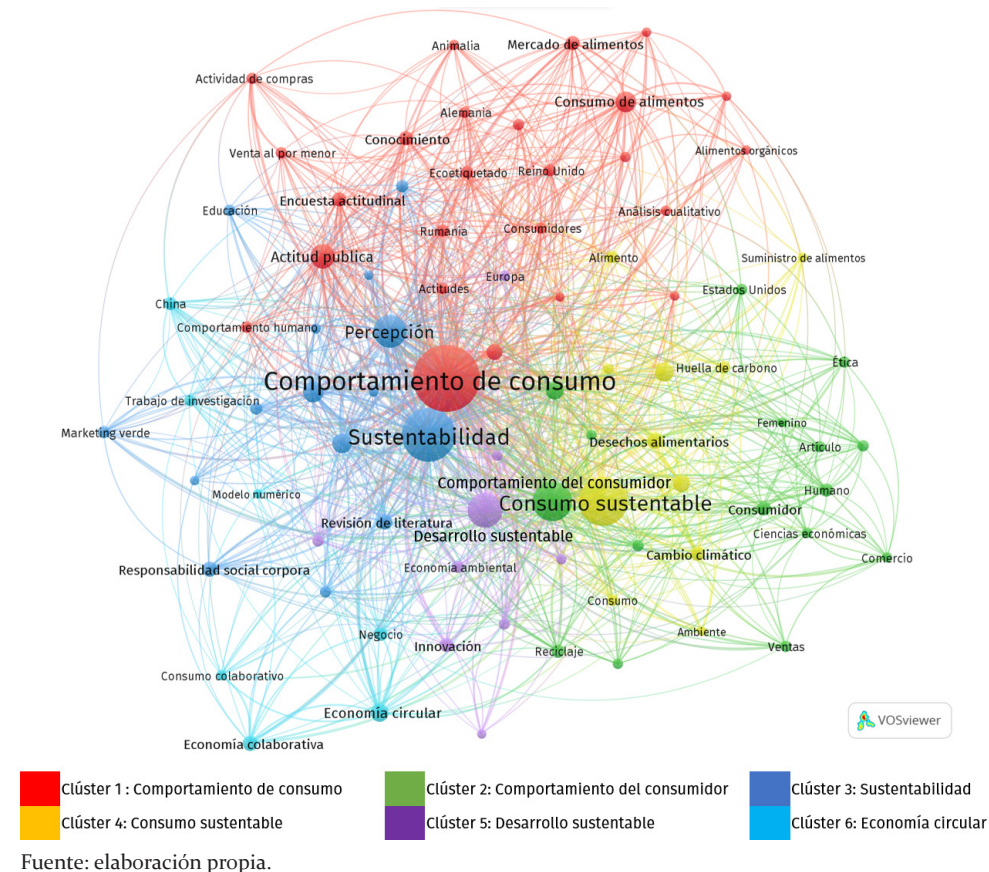 Animalia
Mercado de alimentos
Actividad de compras
Consumo de alimentos
Alemania
Conocimiento
Venta al por menor
Alimentos orgánicos
Ecoetiquetado
Reino Unido
Encuesta actitudinal
Educación
Análisis cualitativo
Rumania
Consumidores
Actitud publica
Alimento
Suministro de alimentos
Europa
Actitudes
Estados Unidos
China
Comportamiento humano
Percepción
Ética
Huella de carbono
Comportamiento de consumo
Trabajo de investigación
Femenino
Marketing verde
Sustentabilidad
Desechos alimentarios
Artículo
Comportamiento del consumidor
Humano
Modelo numérico
Consumo sustentable
Consumidor
Revisión de literatura
Desarrollo sustentable
Ciencias económicas
Cambio climático
Comercio
Responsabilidad social corpora
Economía ambiental
Consumo
Negocio
Ambiente
Innovación
Reciclaje
Ventas
Consumo colaborativo
Economía circular
VOSviewer
Economía colaborativa
Clúster 1 : Comportamiento de consumo
Clúster 2: Comportamiento del consumidor
Clúster 3: Sustentabilidad
Clúster 4: Consumo sustentable
Clúster 5: Desarrollo sustentable
Clúster 6: Economía circular
Fuente: elaboración propia.